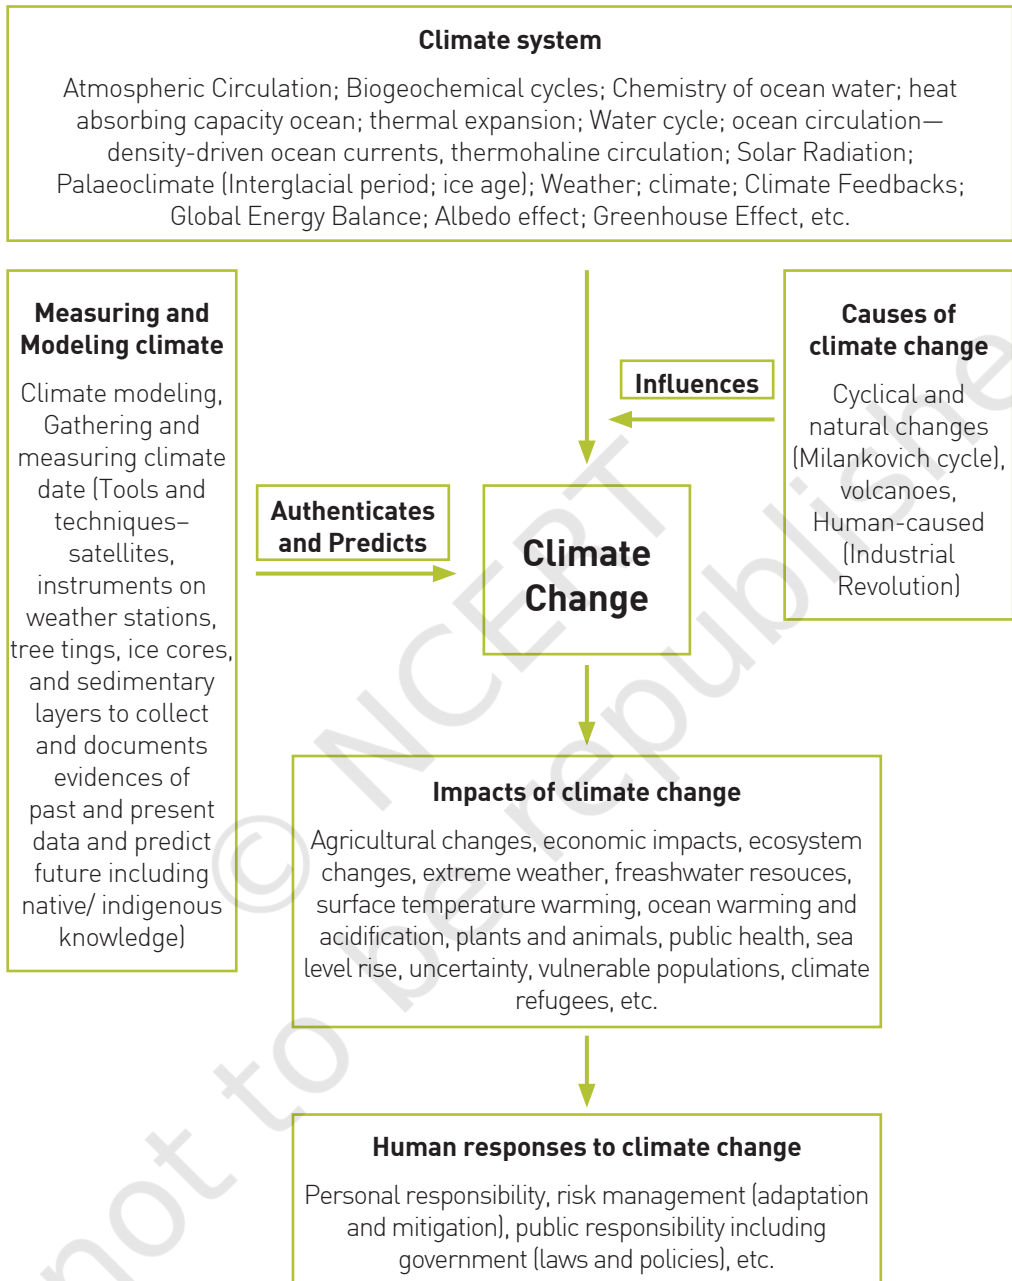 Climate system
Atmospheric Circulation; Biogeochemical cycles; Chemistry of ocean water; heat
absorbing capacity ocean; thermal expansion; Water cycle; ocean circulation—
density-driven ocean currents, thermohaline circulation; Solar Radiation;
Palaeoclimate (Interglacial period; ice age); Weather; climate; Climate Feedbacks;
Global Energy Balance; Albedo effect; Greenhouse Effect, etc.
Measuring and
Modeling climate
Climate modeling,
Gathering and
measuring climate
date (Tools and
techniques–
satellites,
instruments on
weather stations,
tree tings, ice cores,
and sedimentary
layers to collect
and documents
evidences of
past and present
data and predict
future including
native/ indigenous
knowledge)
Authenticates
and Predicts
Influences
Causes of
climate change
Cyclical and
natural changes
(Milankovich cycle),
volcanoes,
Human-caused
(Industrial
Revolution)
Climate
Change
Impacts of climate change
Agricultural changes, economic impacts, ecosystem
changes, extreme weather, freashwater resouces,
surface temperature warming, ocean warming and
acidification, plants and animals, public health, sea
level rise, uncertainty, vulnerable populations, climate
refugees, etc.
Human responses to climate change
Personal responsibility, risk management (adaptation
and mitigation), public responsibility including
government (laws and policies), etc.
© NCERT
not to be republishe